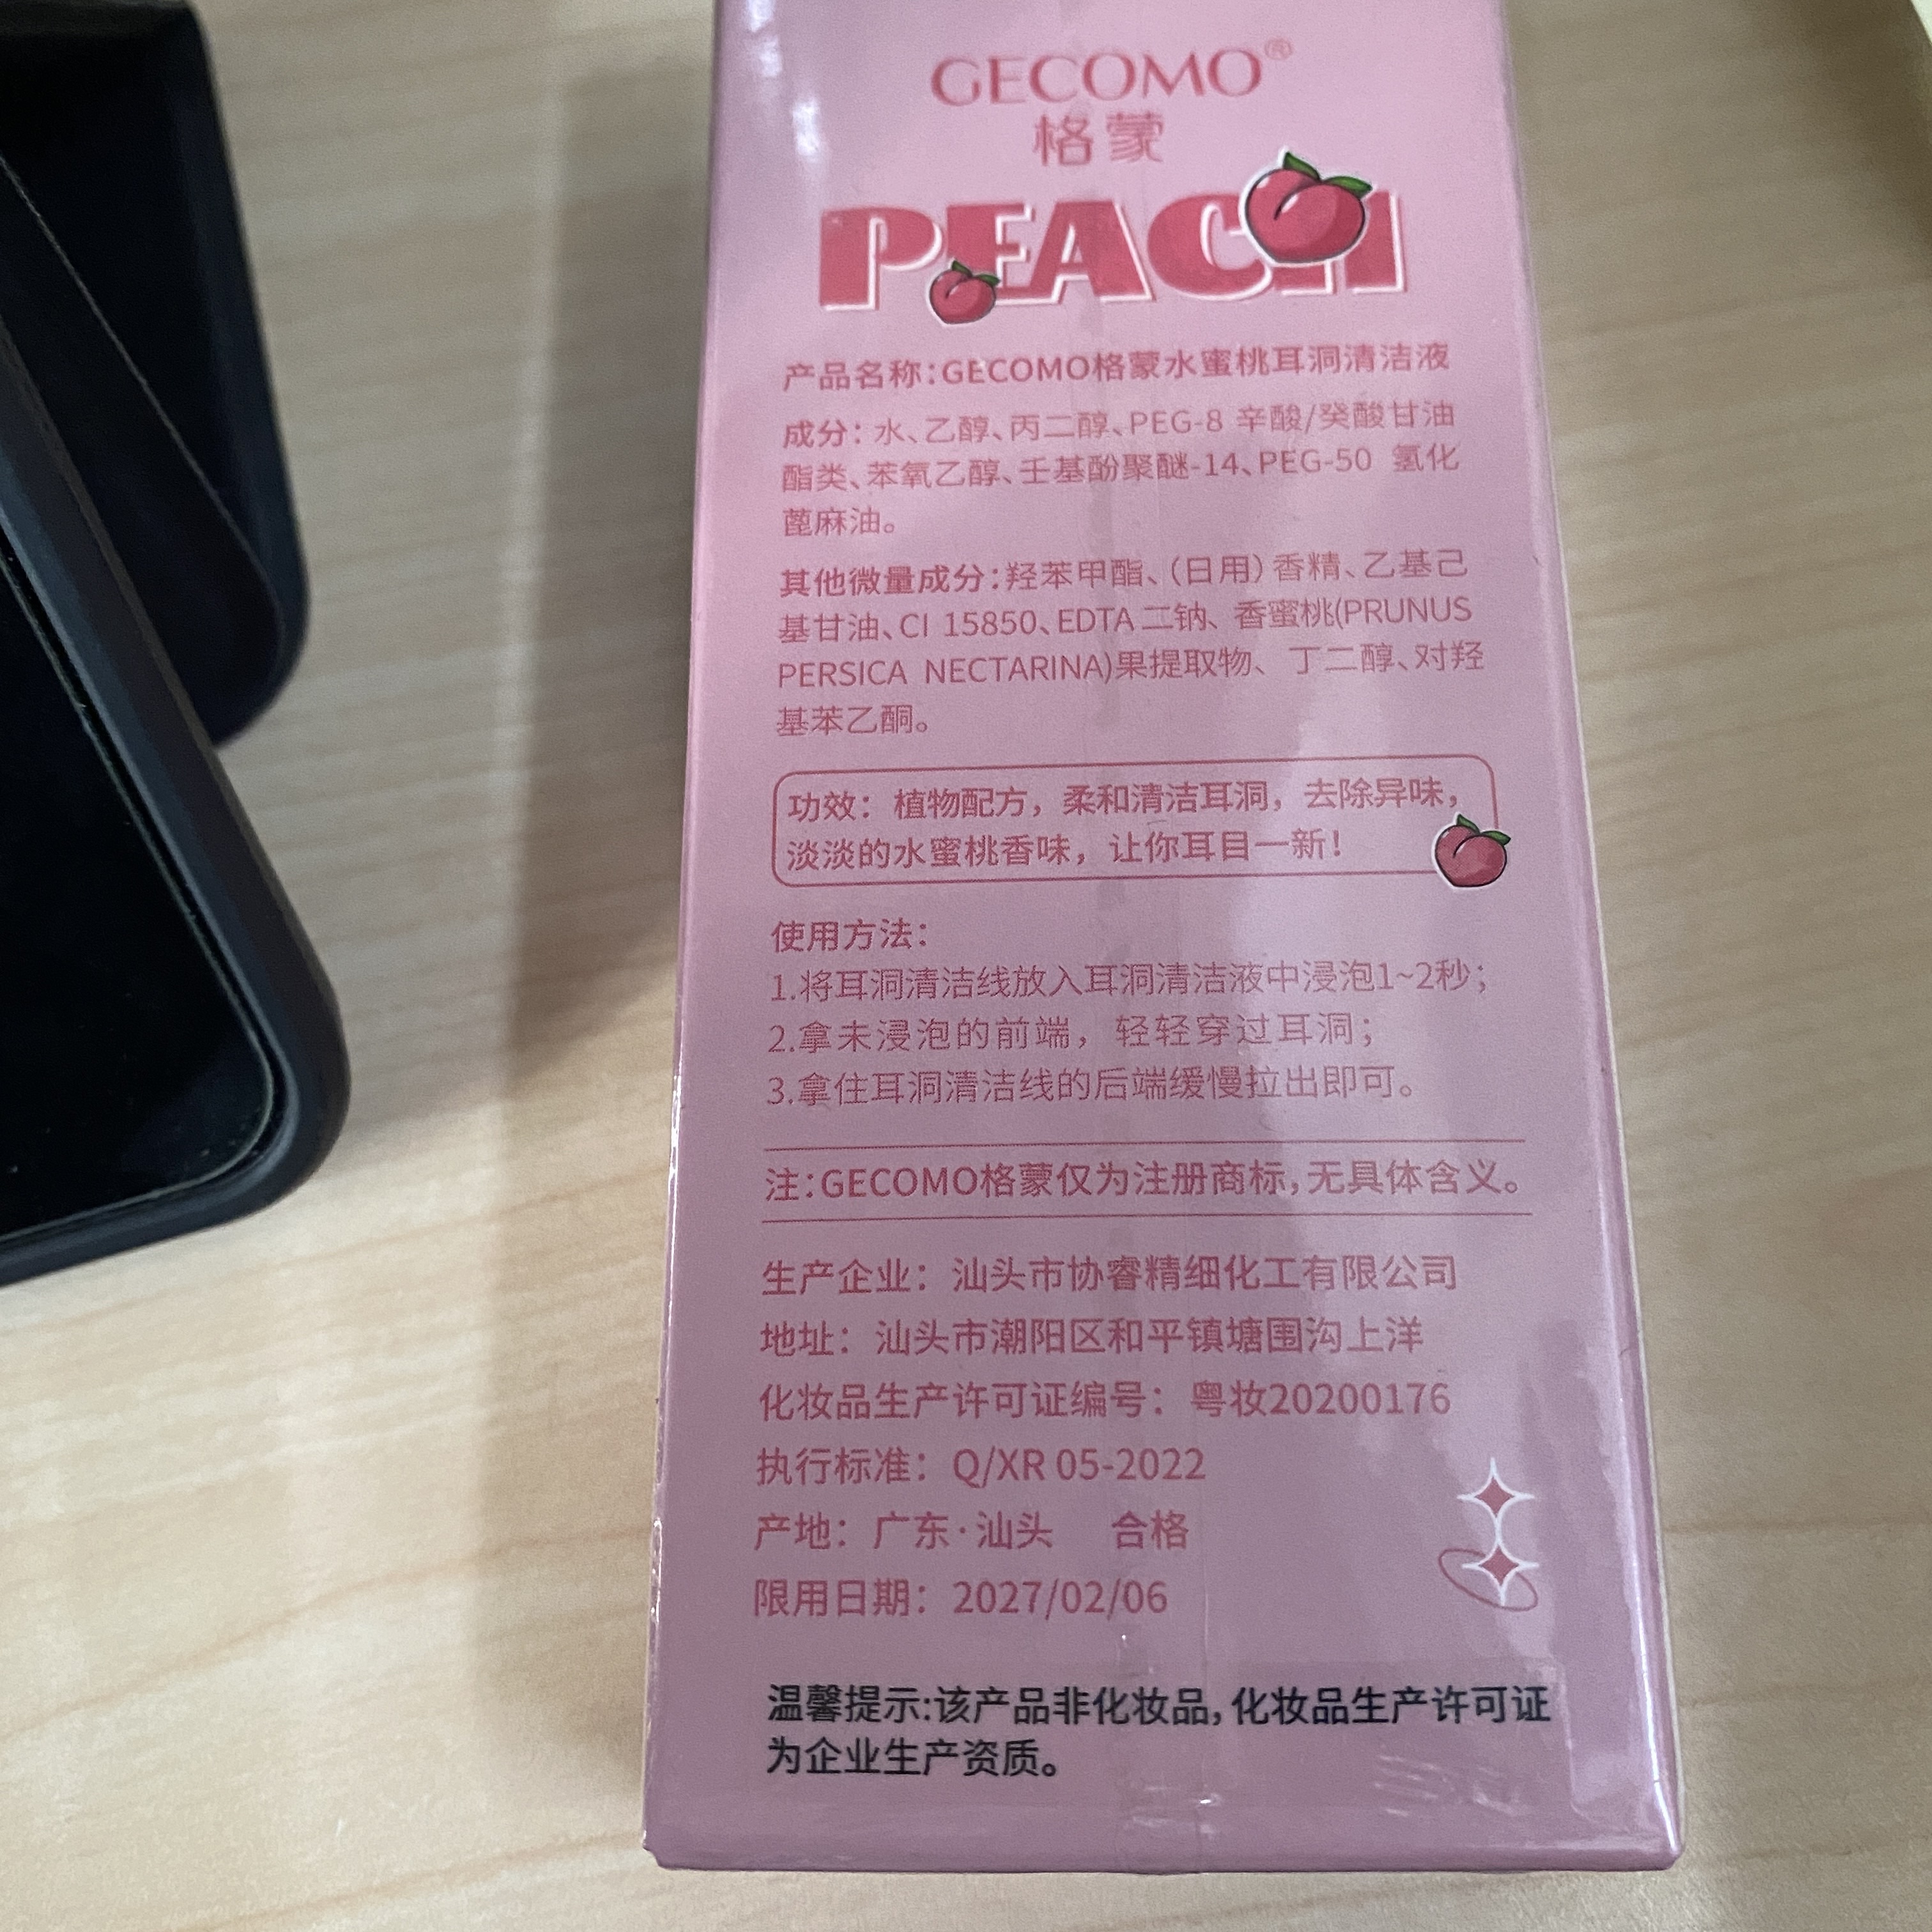 GECOMO®
格蒙
PEACH
产品名称:GECOMO格蒙水蜜桃耳洞清洁液
成分: 水、乙醇、丙二醇、PEG-8 辛酸/癸酸甘油
酯类、苯氧乙醇、壬基酚聚醚-14、PEG-50 氢化
蓖麻油。
其他微量成分:羟苯甲酯、(日用)香精、乙基己
基甘油、CI 15850、EDTA二钠、香蜜桃(PRUNUS
PERSICA NECTARINA)果提取物、丁二醇、对羟
基苯乙酮。
功效：植物配方，柔和清洁耳洞，去除异味，
淡淡的水蜜桃香味，让你耳目一新！
使用方法：
1.将耳洞清洁线放入耳洞清洁液中浸泡1~2秒；
2.拿未浸泡的前端，轻轻穿过耳洞；
3.拿住耳洞清洁线的后端缓慢拉出即可。
注:GECOMO格蒙仅为注册商标,无具体含义。
生产企业：汕头市协睿精细化工有限公司
地址：汕头市潮阳区和平镇塘围沟上洋
化妆品生产许可证编号：粤妆20200176
执行标准：Q/XR 05-2022
产地：广东·汕头 合格
限用日期：2027/02/06
温馨提示:该产品非化妆品,化妆品生产许可证
为企业生产资质。